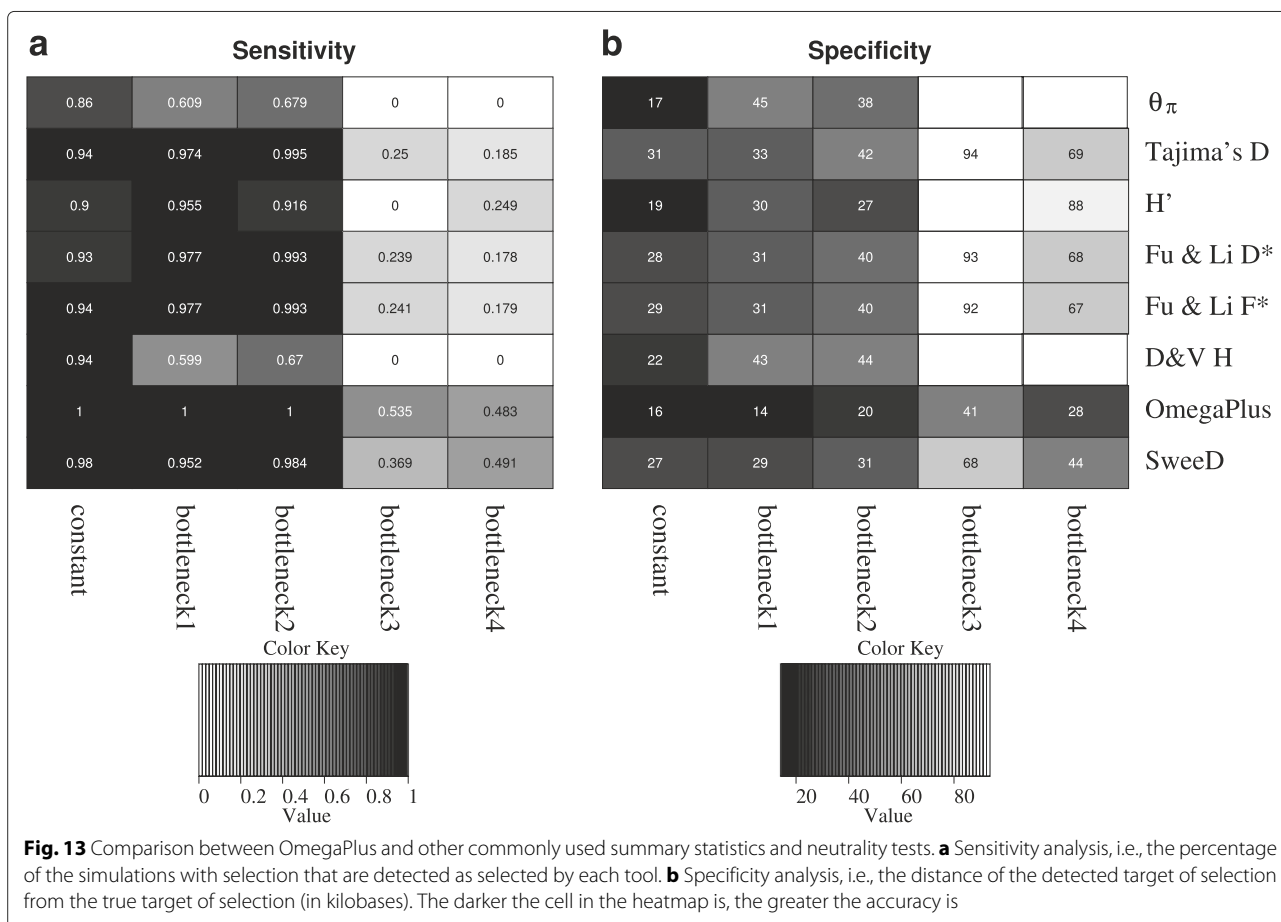 a Sensitivity
b Specificity
0.86 0.609 0.679 0 0 17 45 38 θπ
0.94 0.974 0.995 0.25 0.185 31 33 42 94 69 Tajima's D
0.9 0.955 0.916 0 0.249 19 30 27 88 H'
0.93 0.977 0.993 0.239 0.178 28 31 40 93 68 Fu & Li D*
0.94 0.977 0.993 0.241 0.179 29 31 40 92 67 Fu & Li F*
0.94 0.599 0.67 0 0 22 43 44 D&V H
1 1 1 0.535 0.483 16 14 20 41 28 OmegaPlus
0.98 0.952 0.984 0.369 0.491 27 29 31 68 44 SweeD
constant
bottleneck1
bottleneck2
bottleneck3
bottleneck4
constant
bottleneck1
bottleneck2
bottleneck3
bottleneck4
Color Key
0 0.2 0.4 0.6 0.8 1
Value
Color Key
20 40 60 80
Value
Fig. 13 Comparison between OmegaPlus and other commonly used summary statistics and neutrality tests. a Sensitivity analysis, i.e., the percentage
of the simulations with selection that are detected as selected by each tool. b Specificity analysis, i.e., the distance of the detected target of selection
from the true target of selection (in kilobases). The darker the cell in the heatmap is, the greater the accuracy is